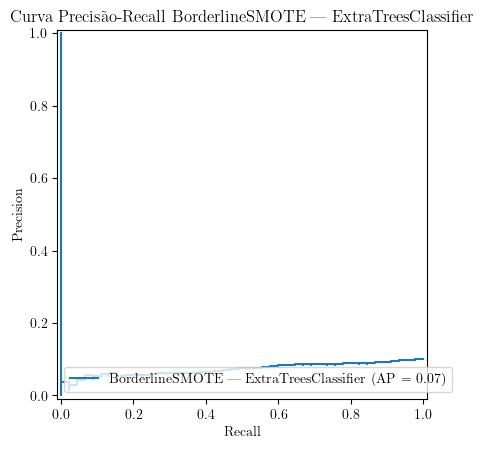 Curva Precisão-Recall BorderlineSMOTE — ExtraTreesClassifier
1.0
0.8
0.6
0.4
0.2
0.0
Precision
BorderlineSMOTE — ExtraTreesClassifier (AP = 0.07)
0.0 0.2 0.4 0.6 0.8 1.0
Recall